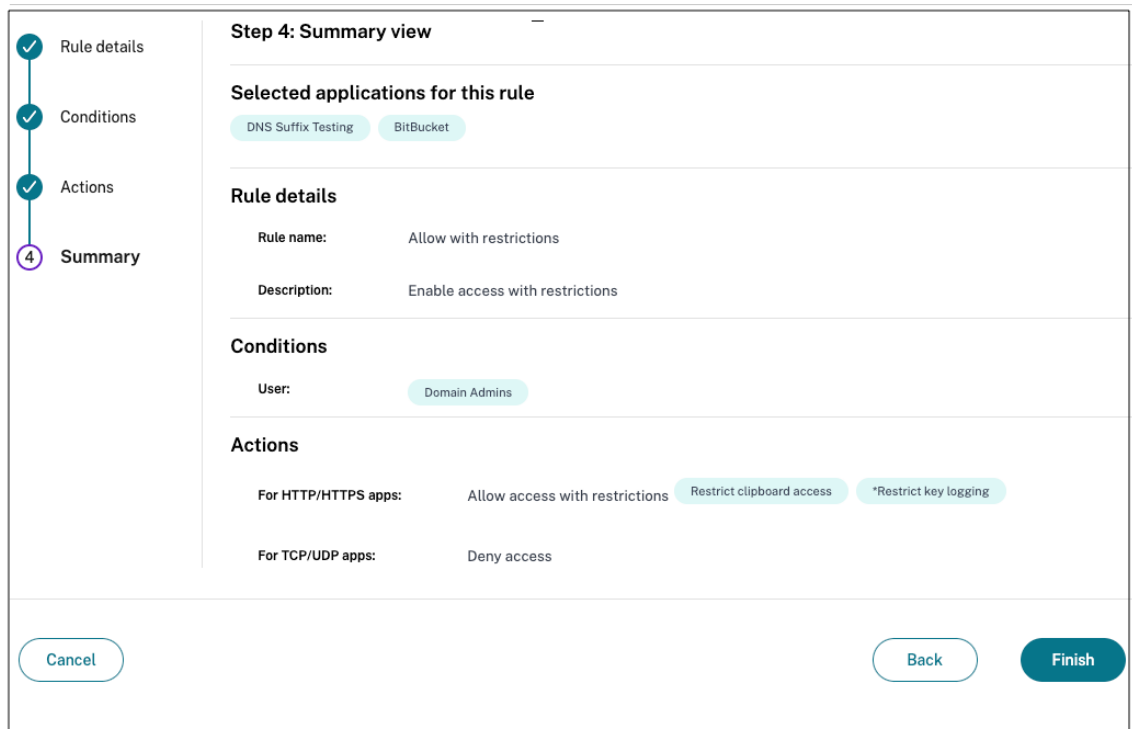 Rule details
Conditions
Actions
4 Summary
Step 4: Summary view
Selected applications for this rule
DNS Suffix Testing BitBucket
Rule details
Rule name: Allow with restrictions
Description: Enable access with restrictions
Conditions
User: Domain Admins
Actions
For HTTP/HTTPS apps: Allow access with restrictions Restrict clipboard access *Restrict key logging
For TCP/UDP apps: Deny access
Cancel Back Finish